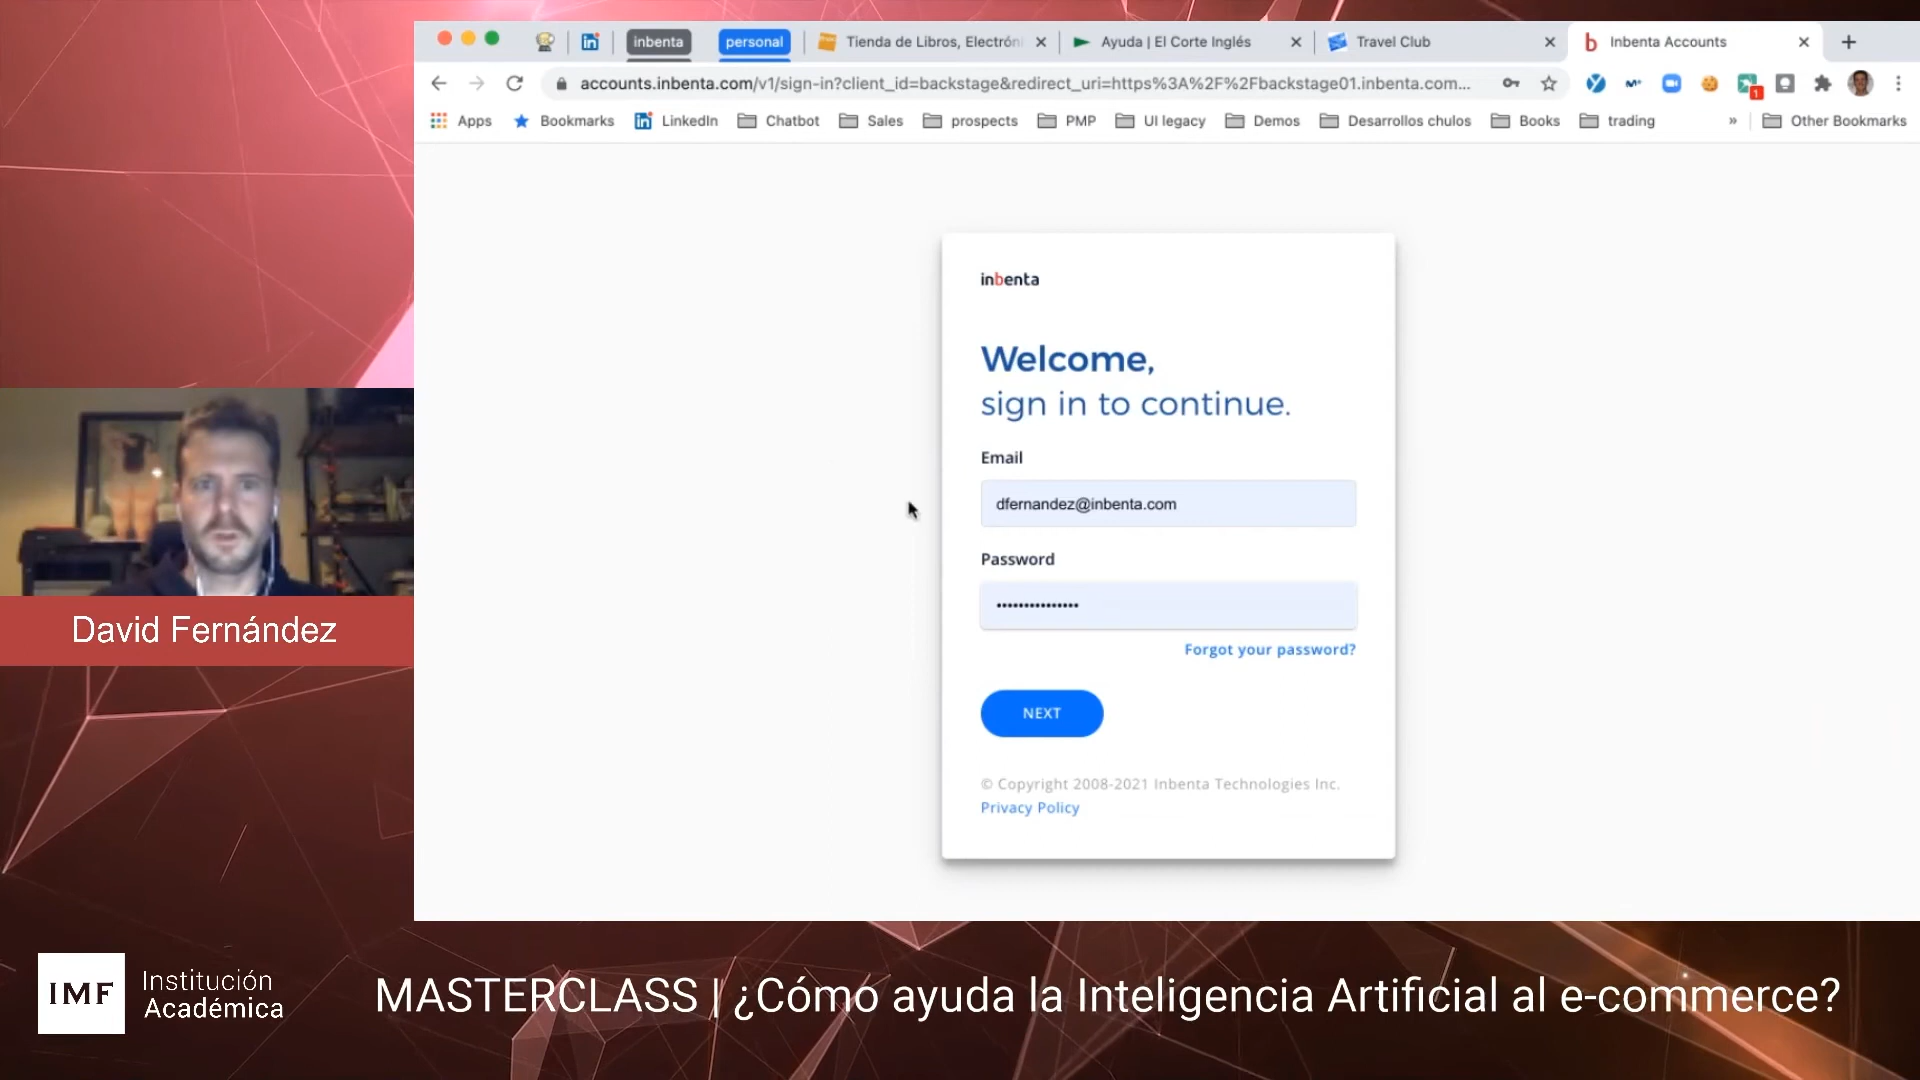 inbenta
personal
Tienda de Libros, Electróni
Ayuda | El Corte Inglés
Travel Club
Inbenta Accounts
accounts.inbenta.com/v1/sign-in?client_id=backstage&redirect_uri=https%3A%2F%2Fbackstage01.inbenta.com...
1
Apps
Bookmarks
LinkedIn
Chatbot
Sales
prospects
PMP
UI legacy
Demos
Desarrollos chulos
Books
trading
»
Other Bookmarks
inbenta
Welcome,
sign in to continue.
Email
dfernandez@inbenta.com
Password
•••••••••••••••
Forgot your password?
NEXT
© Copyright 2008-2021 Inbenta Technologies Inc.
Privacy Policy
David Fernández
IMF
Institución
Académica
MASTERCLASS | ¿Cómo ayuda la Inteligencia Artificial al e-commerce?